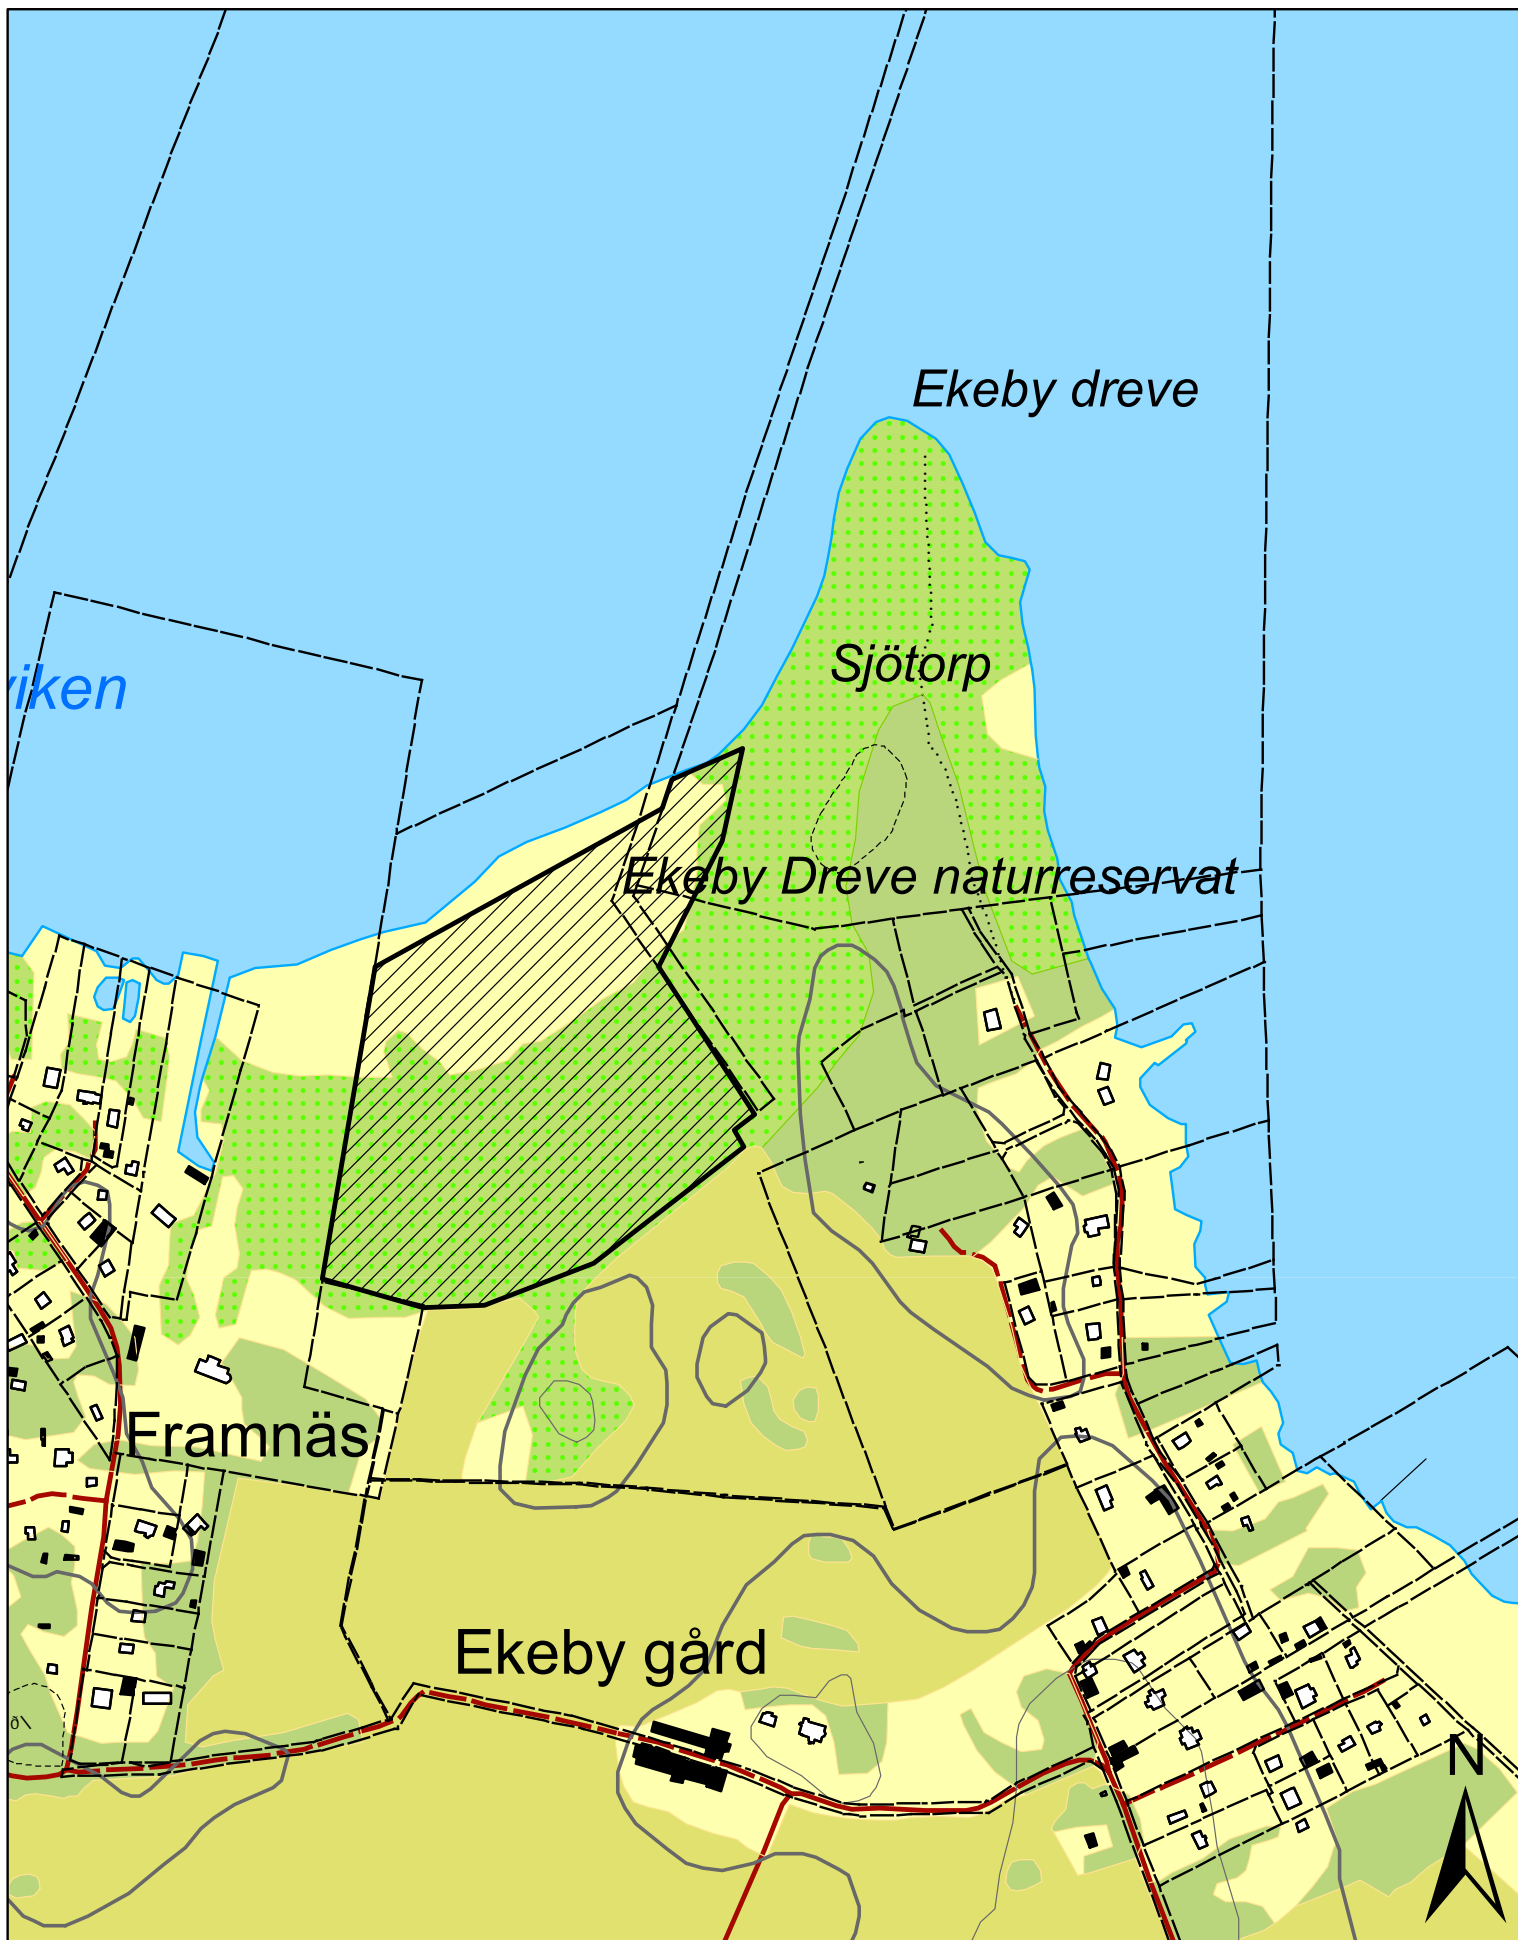 Ekeby dreve
Sjötorp
viken
Ekeby Dreve naturreservat
Framnäs
Ekeby gård
N